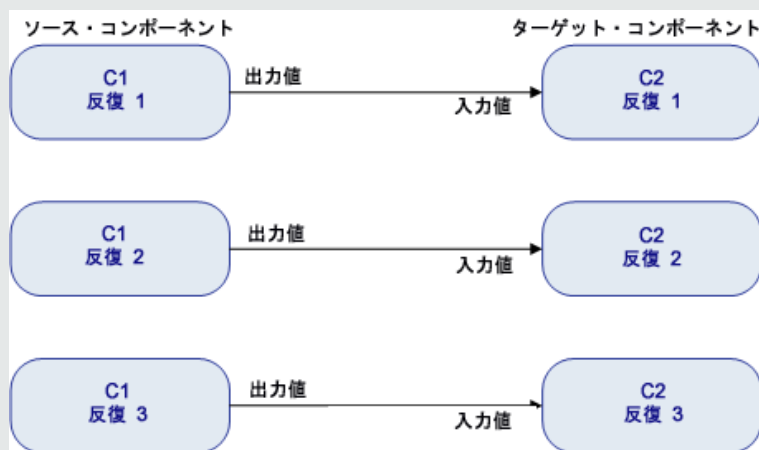 ソース・コンポーネント
ターゲット・コンポーネント
C1
反復 1
出力値
入力値
C2
反復 1
C1
反復 2
出力値
入力値
C2
反復 2
C1
反復 3
出力値
入力値
C2
反復 3